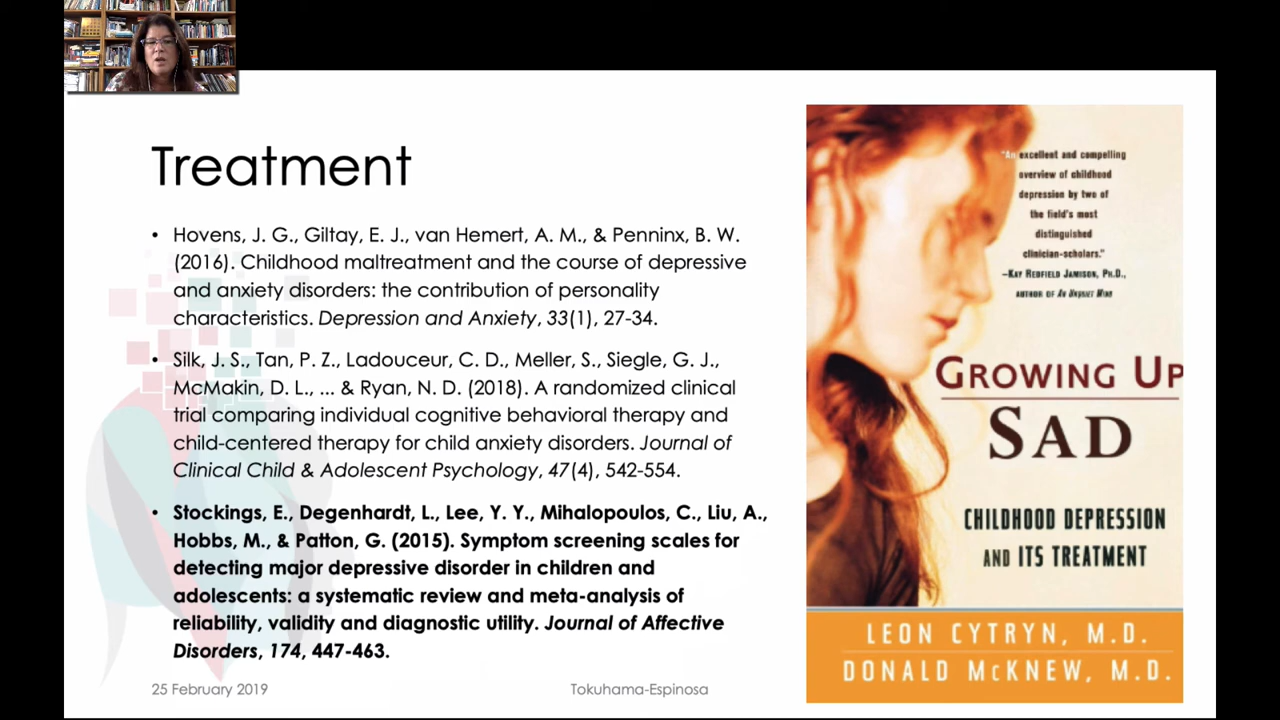 Treatment
• Hovens, J. G., Giltay, E. J., van Hemert, A. M., & Penninx, B. W.
(2016). Childhood maltreatment and the course of depressive
and anxiety disorders: the contribution of personality
characteristics. Depression and Anxiety, 33(1), 27-34.
• Silk, J. S., Tan, P. Z., Ladouceur, C. D., Meller, S., Siegle, G. J.,
McMakin, D. L., ... & Ryan, N. D. (2018). A randomized clinical
trial comparing individual cognitive behavioral therapy and
child-centered therapy for child anxiety disorders. Journal of
Clinical Child & Adolescent Psychology, 47(4), 542-554.
• Stockings, E., Degenhardt, L., Lee, Y. Y., Mihalopoulos, C., Liu, A.,
Hobbs, M., & Patton, G. (2015). Symptom screening scales for
detecting major depressive disorder in children and
adolescents: a systematic review and meta-analysis of
reliability, validity and diagnostic utility. Journal of Affective
Disorders, 174, 447-463.
25 February 2019
Tokuhama-Espinosa
"An excellent and compelling
overview of childhood
depression by two of
the field's most
distinguished
clinician-scholars."
—KAY REDFIELD JAMISON, PH.D.,
AUTHOR OF AN UNQUIET MIND
GROWING UP
SAD
CHILDHOOD DEPRESSION
AND ITS TREATMENT
LEON CYTRYN, M.D.
DONALD McKNEW, M.D.